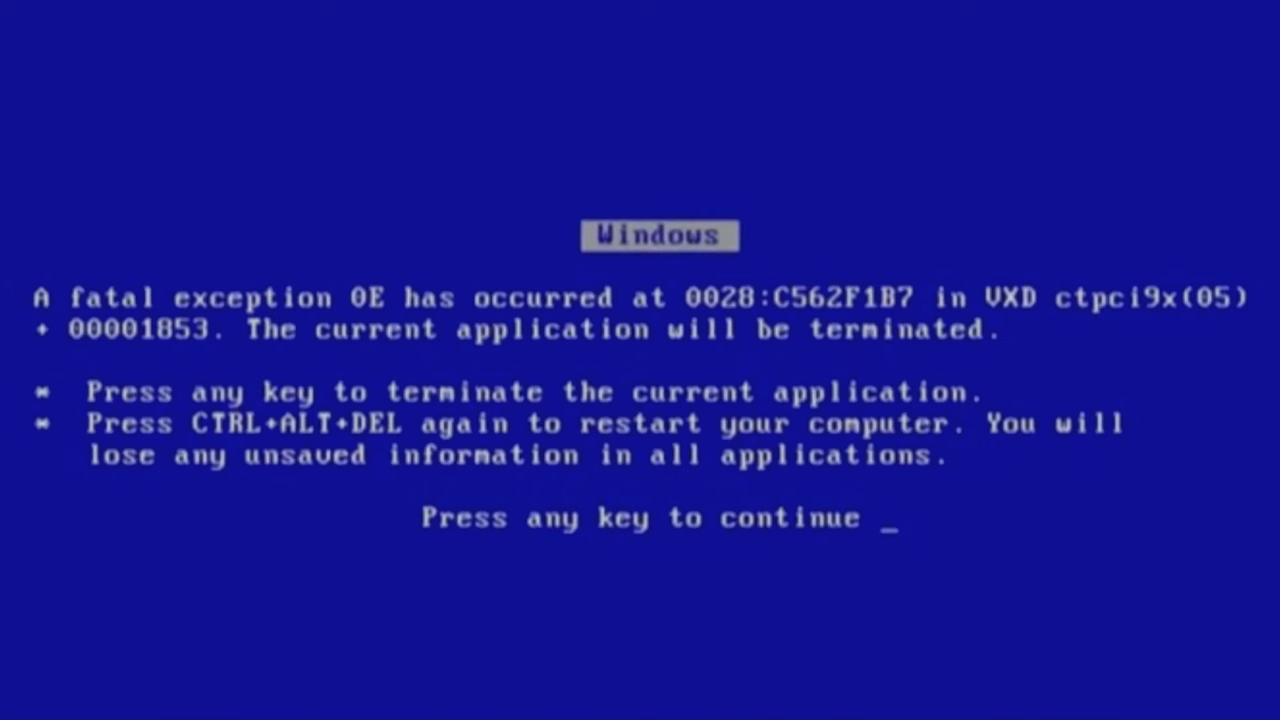 Windows
A fatal exception 0E has occurred at 0028:C562F1B7 in VXD ctpci9x(05)
+ 00001853. The current application will be terminated.
* Press any key to terminate the current application.
* Press CTRL+ALT+DEL again to restart your computer. You will
lose any unsaved information in all applications.
Press any key to continue _